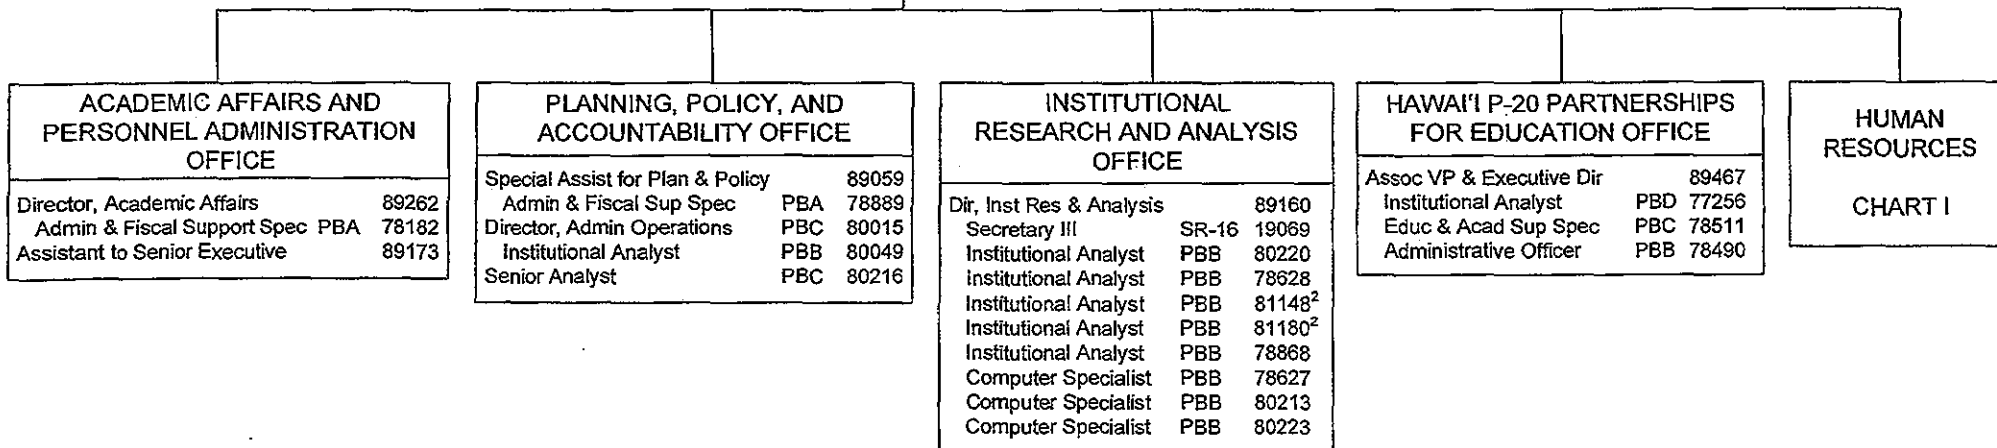 ACADEMIC AFFAIRS AND
PERSONNEL ADMINISTRATION
OFFICE
Director, Academic Affairs 89262
Admin & Fiscal Support Spec PBA 78182
Assistant to Senior Executive 89173
PLANNING, POLICY, AND
ACCOUNTABILITY OFFICE
Special Assist for Plan & Policy 89059
Admin & Fiscal Sup Spec PBA 78889
Director, Admin Operations PBC 80015
Institutional Analyst PBB 80049
Senior Analyst PBC 80216
INSTITUTIONAL
RESEARCH AND ANALYSIS
OFFICE
Dir, Inst Res & Analysis 89160
Secretary III SR-16 19069
Institutional Analyst PBB 80220
Institutional Analyst PBB 78628
Institutional Analyst PBB 81148²
Institutional Analyst PBB 81180²
Institutional Analyst PBB 78868
Computer Specialist PBB 78627
Computer Specialist PBB 80213
Computer Specialist PBB 80223
HAWAI'I P-20 PARTNERSHIPS
FOR EDUCATION OFFICE
Assoc VP & Executive Dir 89467
Institutional Analyst PBD 77256
Educ & Acad Sup Spec PBC 78511
Administrative Officer PBB 78490
HUMAN
RESOURCES
CHART I